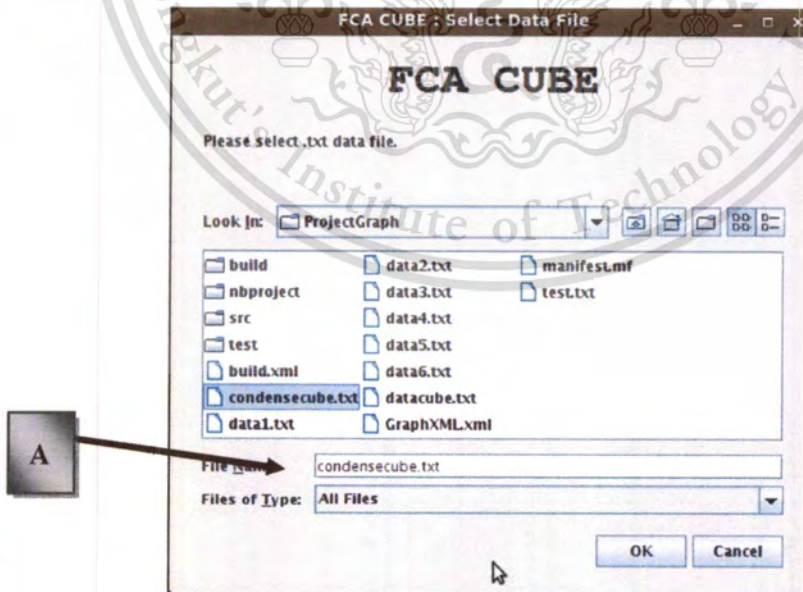 FCA CUBE : Select Data File
FCA CUBE
Please select .txt data file.
kut's Institute of Technology
Look In: ProjectGraph
build data2.txt manifest.mf
nbproject data3.txt test.txt
src data4.txt
test data5.txt
build.xml data6.txt
condensecube.txt datacube.txt
data1.txt GraphXML.xml
A
File condensecube.txt
Files of Type: All Files
OK Cancel